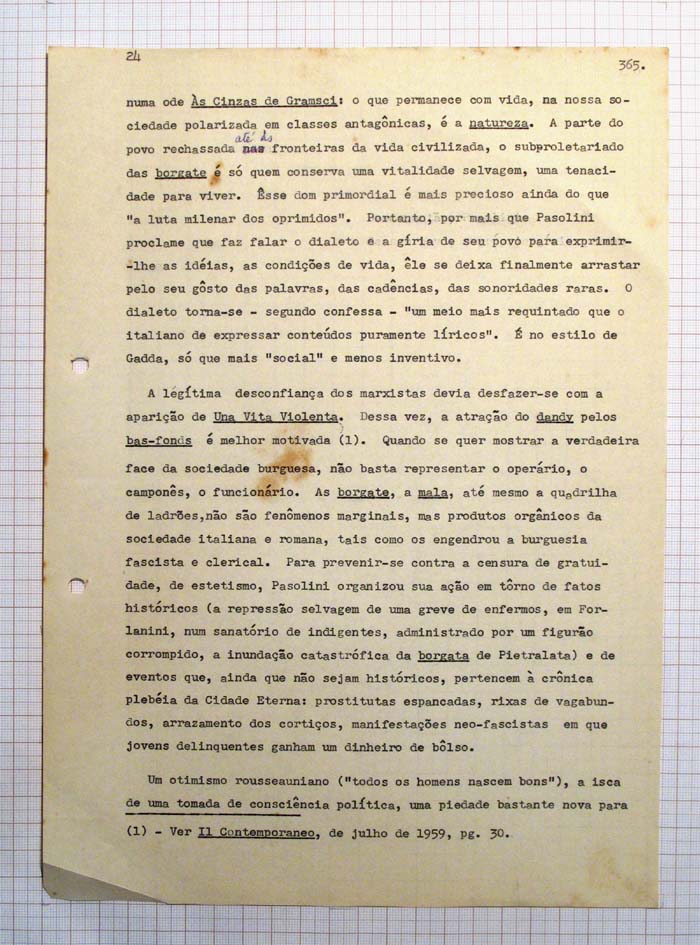 24
365.
numa ode Às Cinzas de Gramsci: o que permanece com vida, na nossa so-
ciedade polarizada em classes antagônicas, é a natureza. A parte do
até às
povo rechassada nas fronteiras da vida civilizada, o subproletariado
das borgate é só quem conserva uma vitalidade selvagem, uma tenaci-
dade para viver. Êsse dom primordial é mais precioso ainda do que
"a luta milenar dos oprimidos". Portanto, por mais que Pasolini
proclame que faz falar o dialeto e a gíria de seu povo para exprimir-
-lhe as idéias, as condições de vida, êle se deixa finalmente arrastar
pelo seu gôsto das palavras, das cadências, das sonoridades raras. O
dialeto torna-se - segundo confessa - "um meio mais requintado que o
italiano de expressar conteúdos puramente líricos". É no estilo de
Gadda, só que mais "social" e menos inventivo.
A légítima desconfiança dos marxistas devia desfazer-se com a
aparição de Una Vita Violenta. Dessa vez, a atração do dandy pelos
bas-fonds é melhor motivada (1). Quando se quer mostrar a verdadeira
face da sociedade burguesa, não basta representar o operário, o
camponês, o funcionário. As borgate, a mala, até mesmo a quadrilha
de ladrões,não são fenômenos marginais, mas produtos orgânicos da
sociedade italiana e romana, tais como os engendrou a burguesia
fascista e clerical. Para prevenir-se contra a censura de gratui-
dade, de estetismo, Pasolini organizou sua ação em tôrno de fatos
históricos (a repressão selvagem de uma greve de enfermos, em For-
lanini, num sanatório de indigentes, administrado por um figurão
corrompido, a inundação catastrófica da borgata de Pietralata) e de
eventos que, ainda que não sejam históricos, pertencem à crônica
plebéia da Cidade Eterna: prostitutas espancadas, rixas de vagabun-
dos, arrazamento dos cortiços, manifestações neo-fascistas em que
jovens delinquentes ganham um dinheiro de bôlso.
Um otimismo rousseauniano ("todos os homens nascem bons"), a isca
de uma tomada de consciência política, uma piedade bastante nova para
(1) - Ver Il Contemporaneo, de julho de 1959, pg. 30.